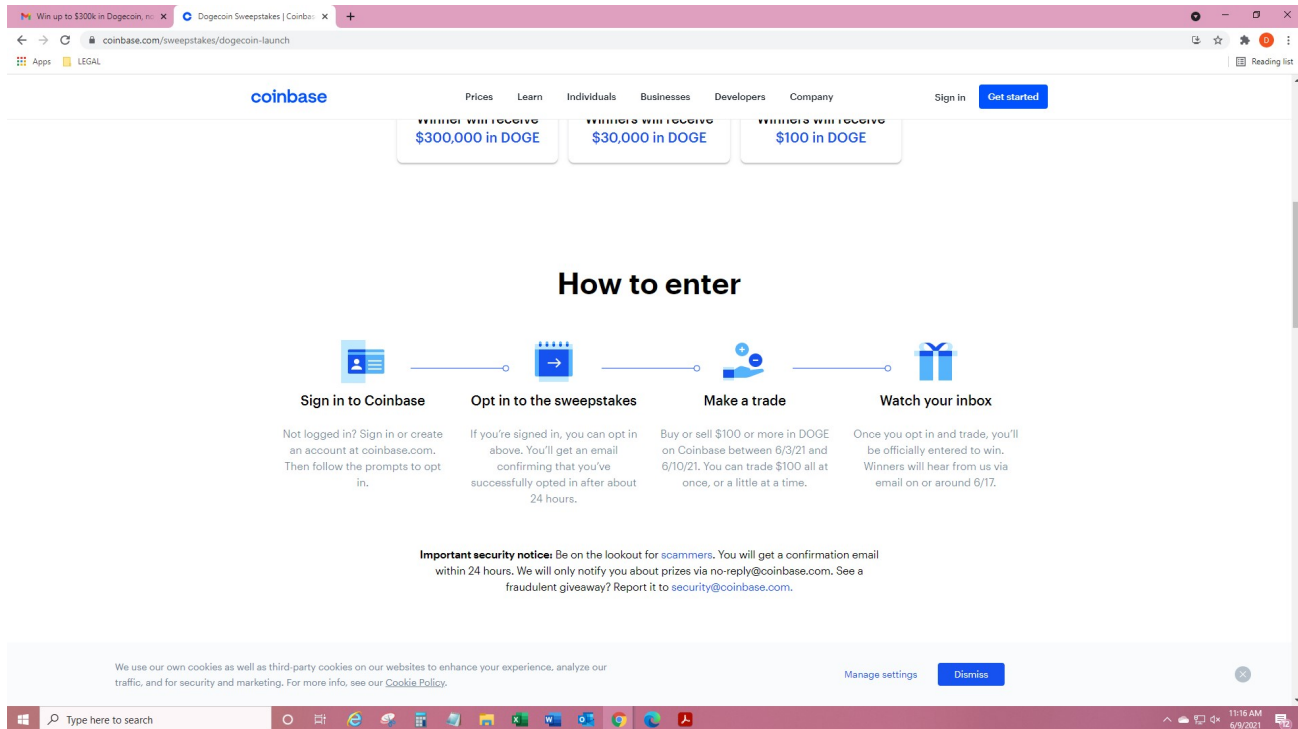 Win up to $300k in Dogecoin, no
Dogecoin Sweepstakes | Coinbas
coinbase.com/sweepstakes/dogecoin-launch
D
Apps LEGAL
Reading list
coinbase Prices Learn Individuals Businesses Developers Company Sign in Get started
Winner will receive Winners will receive Winners will receive
$300,000 in DOGE $30,000 in DOGE $100 in DOGE
How to enter
Sign in to Coinbase
Not logged in? Sign in or create
an account at coinbase.com.
Then follow the prompts to opt
in.
Opt in to the sweepstakes
If you're signed in, you can opt in
above. You'll get an email
confirming that you've
successfully opted in after about
24 hours.
Make a trade
Buy or sell $100 or more in DOGE
on Coinbase between 6/3/21 and
6/10/21. You can trade $100 all at
once, or a little at a time.
Watch your inbox
Once you opt in and trade, you'll
be officially entered to win.
Winners will hear from us via
email on or around 6/17.
Important security notice: Be on the lookout for scammers. You will get a confirmation email
within 24 hours. We will only notify you about prizes via no-reply@coinbase.com. See a
fraudulent giveaway? Report it to security@coinbase.com.
We use our own cookies as well as third-party cookies on our websites to enhance your experience, analyze our
traffic, and for security and marketing. For more info, see our Cookie Policy.
Manage settings Dismiss
Type here to search
11:16 AM
6/9/2021
12